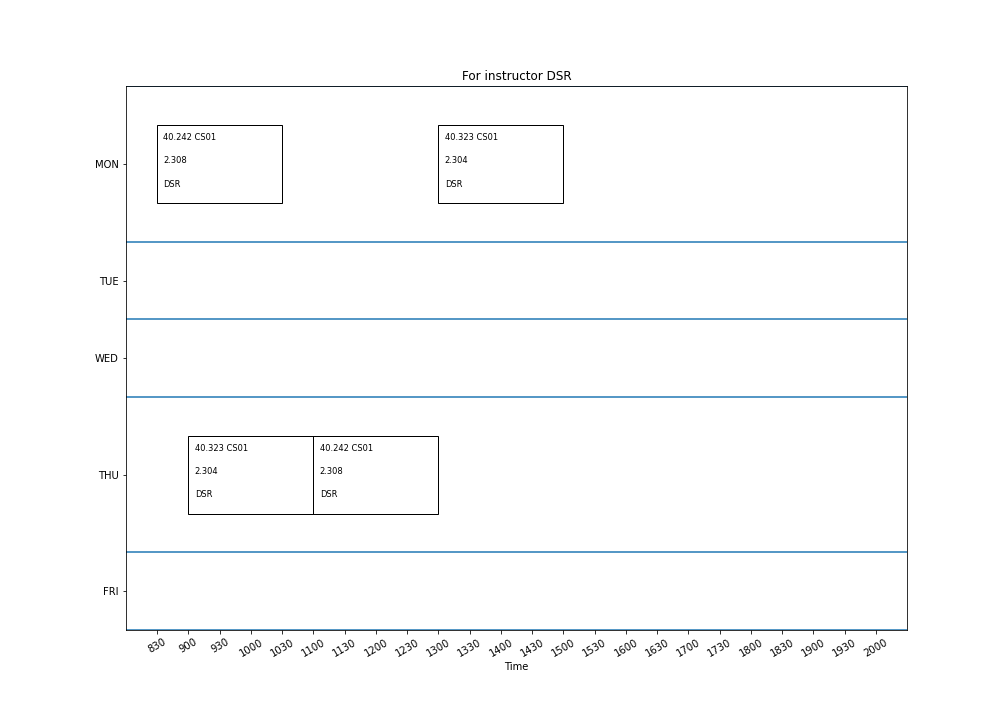 For instructor DSR
MON
40.242 CS01
2.308
DSR
40.323 CS01
2.304
DSR
TUE
WED
THU
40.323 CS01
2.304
DSR
40.242 CS01
2.308
DSR
FRI
830 900 930 1000 1030 1100 1130 1200 1230 1300 1330 1400 1430 1500 1530 1600 1630 1700 1730 1800 1830 1900 1930 2000
Time